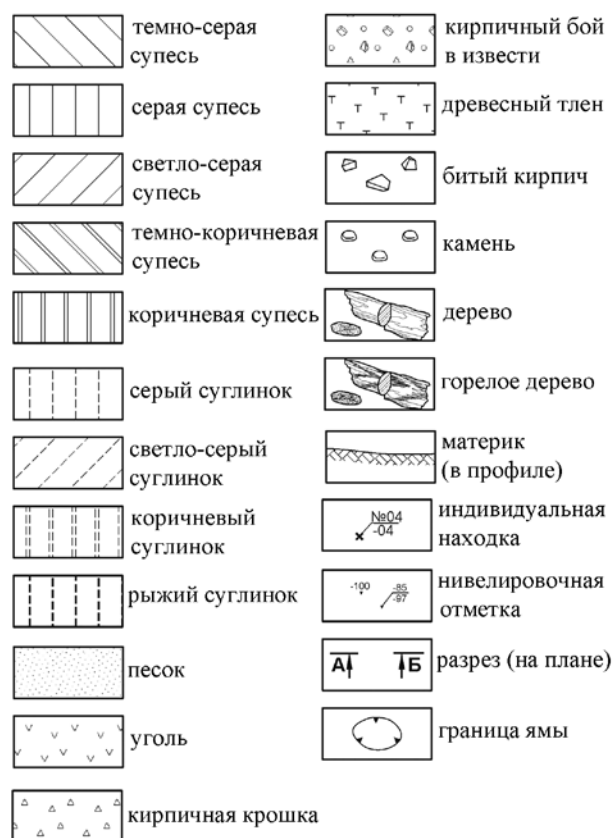 темно-серая
супесь
серая супесь
светло-серая
супесь
темно-коричневая
супесь
коричневая супесь
серый суглинок
светло-серый
суглинок
коричневый
суглинок
рыжий суглинок
песок
уголь
кирпичная крошка
кирпичный бой
в извести
древесный тлен
битый кирпич
камень
дерево
горелое дерево
материк
(в профиле)
№04
-04
индивидуальная
находка
-100
-85
-97
нивелировочная
отметка
А Б
разрез (на плане)
граница ямы